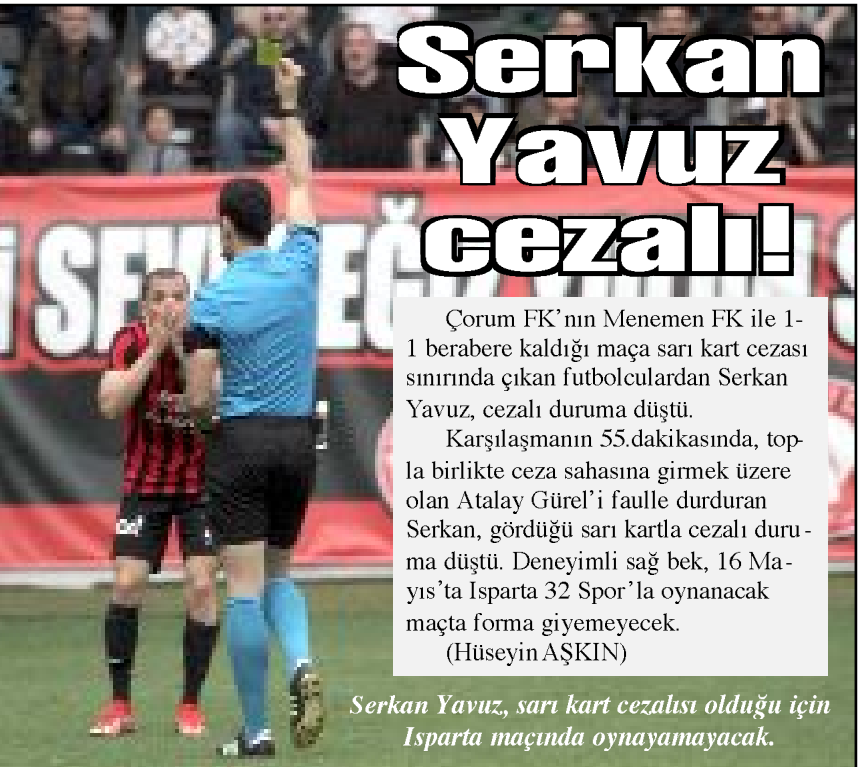 Serkan
Yavuz
cezalı!
Çorum FK’nın Menemen FK ile 1-
1 berabere kaldığı maça sarı kart cezası
sınırında çıkan futbolculardan Serkan
Yavuz, cezalı duruma düştü.
Karşılaşmanın 55.dakikasında, top-
la birlikte ceza sahasına girmek üzere
olan Atalay Gürel’i faulle durduran
Serkan, gördüğü sarı kartla cezalı duru-
ma düştü. Deneyimli sağ bek, 16 Ma-
yıs’ta Isparta 32 Spor’la oynanacak
maçta forma giyemeyecek.
(Hüseyin AŞKIN)
Serkan Yavuz, sarı kart cezalısı olduğu için
Isparta maçında oynayamayacak.